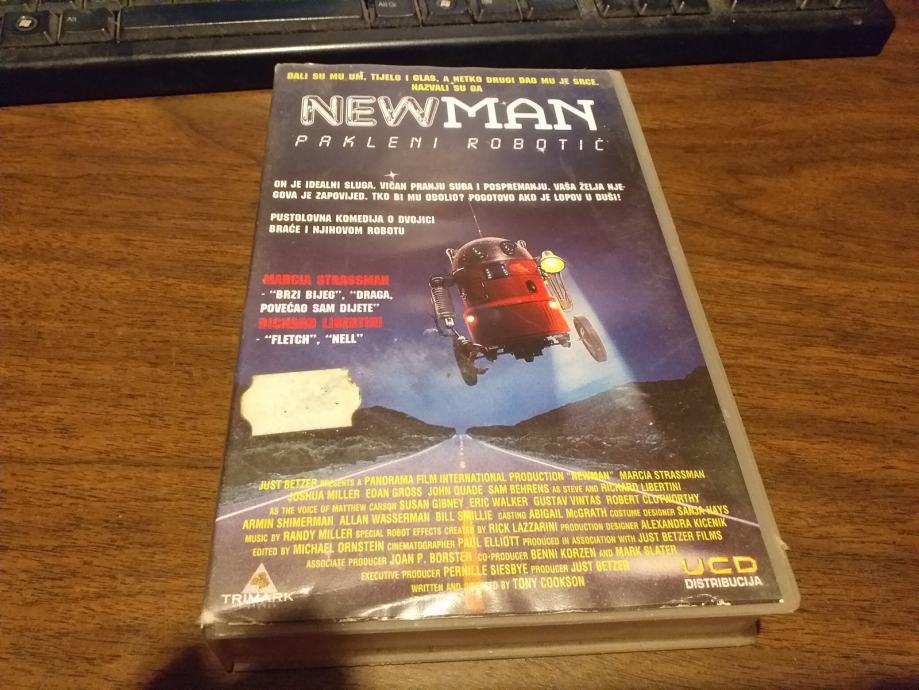 DALI SU MU UM, TIJELO I GLAS, A NETKO DRUGI DAO MU JE SRCE.
NAZVALI SU GA
NEWMAN
PAKLENI ROBOTIĆ
ON JE IDEALNI SLUGA, VIČAN PRANJU SUĐA I POSPREMANJU. VAŠA ŽELJA NJE-
GOVA JE ZAPOVIJED. TKO BI MU ODOLIO? POGOTOVO AKO JE LOPOV U DUŠI!
PUSTOLOVNA KOMEDIJA O DVOJICI
BRAĆE I NJIHOVOM ROBOTU
MARCIA STRASSMAN
- "BRZI BIJEG", "DRAGA,
POVEĆAO SAM DIJETE"
RICHARD LIBERTINI
- "FLETCH", "NELL"
JUST BETZER PRESENTS A PANORAMA FILM INTERNATIONAL PRODUCTION "NEWMAN" MARCIA STRASSMAN
JOSHUA MILLER EDAN GROSS JOHN QUADE SAM BEHRENS AS STEVE AND RICHARD LIBERTINI
AS THE VOICE OF MATTHEW CARSON SUSAN GIBNEY ERIC WALKER GUSTAV VINTAS ROBERT CLOTWORTHY
ARMIN SHIMERMAN ALLAN WASSERMAN BILL SMILLIE CASTING ABIGAIL McGRATH COSTUME DESIGNER SANJA HAYS
MUSIC BY RANDY MILLER SPECIAL ROBOT EFFECTS CREATED BY RICK LAZZARINI PRODUCTION DESIGNER ALEXANDRA KICENIK
EDITED BY MICHAEL ORNSTEIN CINEMATOGRAPHER PAUL ELLIOTT PRODUCED IN ASSOCIATION WITH JUST BETZER FILMS
ASSOCIATE PRODUCER JOAN P. BORSTEN CO-PRODUCER BENNI KORZEN AND MARK SLATER
EXECUTIVE PRODUCER PERNILLE SIESBYE PRODUCER JUST BETZER
WRITTEN AND DIRECTED BY TONY COOKSON
TRIMARK
UCD
DISTRIBUCIJA